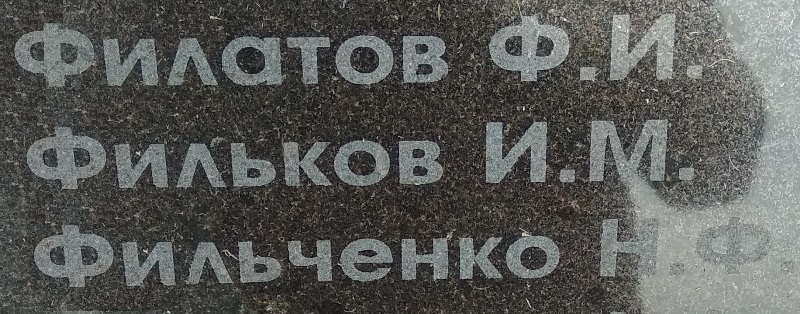 Филатов Ф.И.
Фильков И.М.
Фильченко Н.Ф.